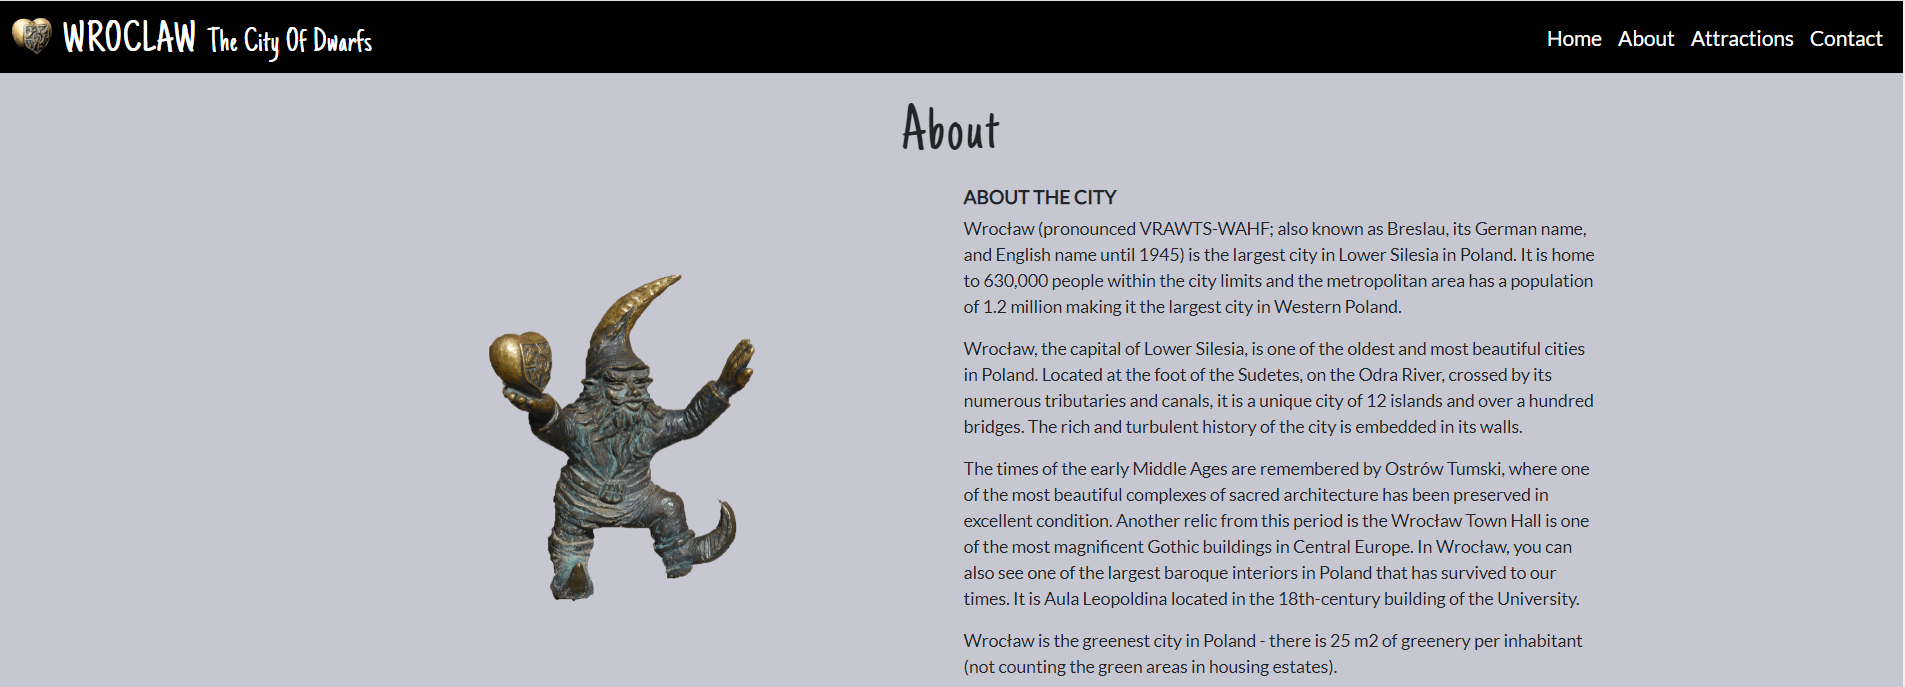 WROCLAW The City Of Dwarfs
Home About Attractions Contact
About
ABOUT THE CITY
Wrocław (pronounced VRAWTS-WAHF; also known as Breslau, its German name,
and English name until 1945) is the largest city in Lower Silesia in Poland. It is home
to 630,000 people within the city limits and the metropolitan area has a population
of 1.2 million making it the largest city in Western Poland.
Wrocław, the capital of Lower Silesia, is one of the oldest and most beautiful cities
in Poland. Located at the foot of the Sudetes, on the Odra River, crossed by its
numerous tributaries and canals, it is a unique city of 12 islands and over a hundred
bridges. The rich and turbulent history of the city is embedded in its walls.
The times of the early Middle Ages are remembered by Ostrów Tumski, where one
of the most beautiful complexes of sacred architecture has been preserved in
excellent condition. Another relic from this period is the Wrocław Town Hall is one
of the most magnificent Gothic buildings in Central Europe. In Wrocław, you can
also see one of the largest baroque interiors in Poland that has survived to our
times. It is Aula Leopoldina located in the 18th-century building of the University.
Wrocław is the greenest city in Poland - there is 25 m2 of greenery per inhabitant
(not counting the green areas in housing estates).